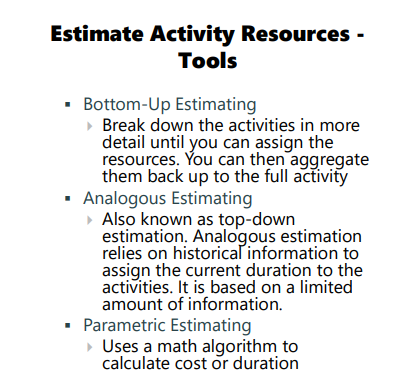 Estimate Activity Resources -
Tools
▪ Bottom-Up Estimating
Break down the activities in more
detail until you can assign the
resources. You can then aggregate
them back up to the full activity
▪ Analogous Estimating
Also known as top-down
estimation. Analogous estimation
relies on historical information to
assign the current duration to the
activities. It is based on a limited
amount of information.
▪ Parametric Estimating
Uses a math algorithm to
calculate cost or duration